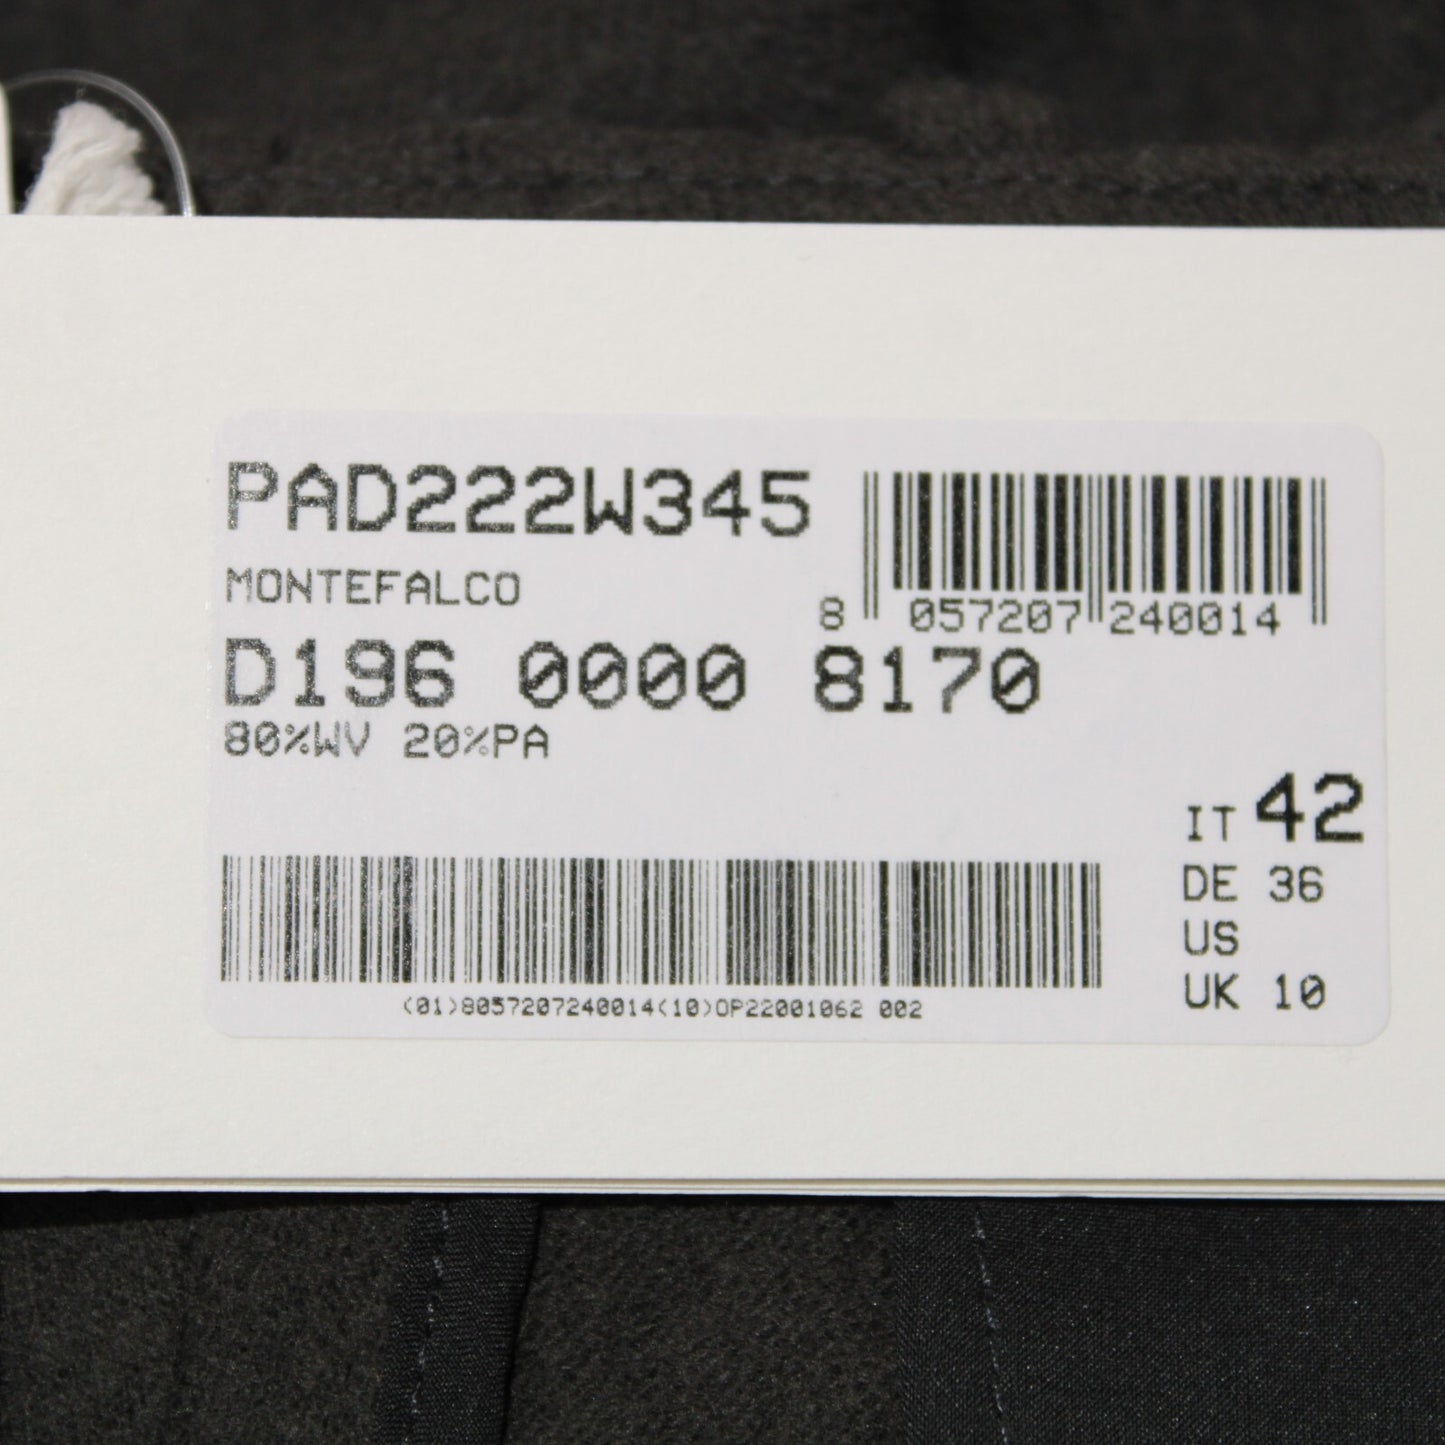 PAD222W345
MONTEFALCO
8 057207 240014
D196 0000 8170
80%WV 20%PA
IT 42
DE 36
US
UK 10
(01)8057207240014(10)OP22001062 002